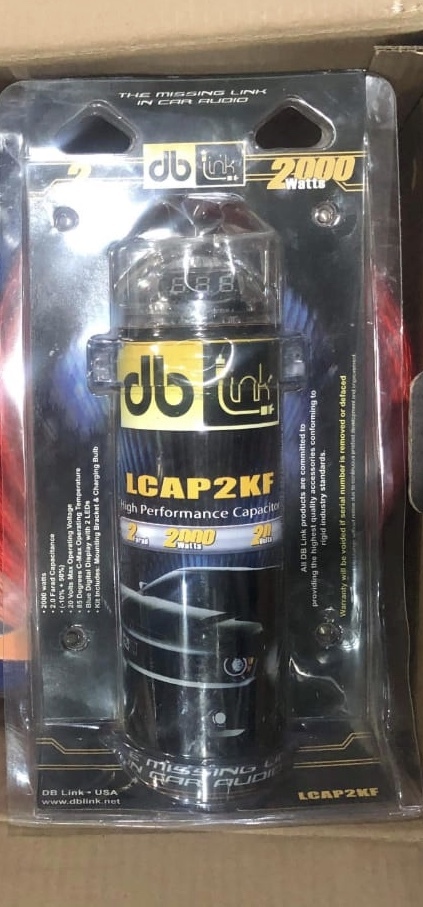 THE MISSING LINK
IN CAR AUDIO
2
db Link
2000
Watts
db Link
LCAP2KF
High Performance Capacitor
2 Farad 2000 Watts 20 Volts
• 2000 watts
• 2.0 Farad Capacitance
• (-10% + 50%)
• 20 Volts Max Operating Voltage
• 85 Degrees C-Max Operating Temperature
• Blue Digital Display with 2 LEDs
• Kit Includes: Mounting Bracket & Charging Bulb
All DB Link products are committed to
providing the highest quality accessories conforming to
rigid industry standards.
Warranty will be voided if serial number is removed or defaced
THE MISSING LINK
IN CAR AUDIO
DB Link - USA
www.dblink.net
LCAP2KF